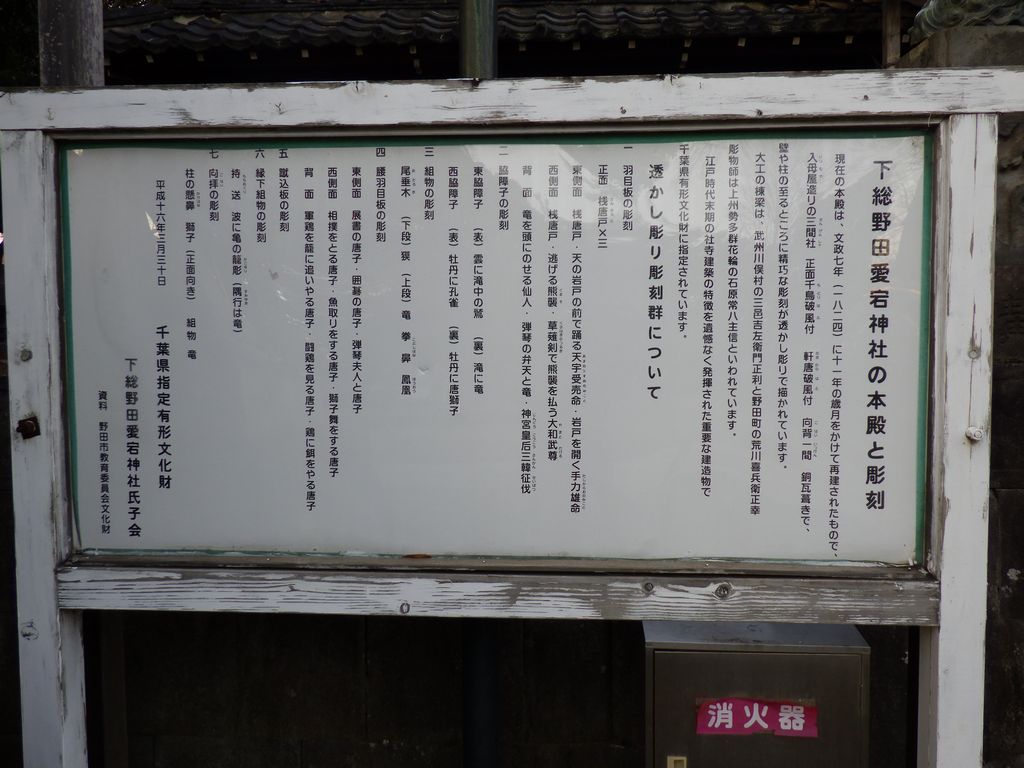 下総野田愛宕神社の本殿と彫刻
現在の本殿は、文政七年（一八二四）に十一年の歳月をかけて再建されたもので、
入母屋造りの三間社　正面千鳥破風付　軒唐破風付　向背一間　銅瓦葺きで、
壁や柱の至るところに精巧な彫刻が透かし彫りで描かれています。
大工の棟梁は、武州川俣村の三邑吉左衛門正利と野田町の荒川喜兵衛正幸
彫物師は上州勢多群花輪の石原常八主信といわれています。
江戸時代末期の社寺建築の特徴を遺憾なく発揮された重要な建造物で
千葉県有形文化財に指定されています。
透かし彫り彫刻群について
一　羽目板の彫刻
正面　桟唐戸×三
東側面　桟唐戸・天の岩戸の前で踊る天宇受売命・岩戸を開く手力雄命
西側面　桟唐戸・逃げる熊襲・草薙剣で熊襲を払う大和武尊
背　面　竜を頭にのせる仙人・弾琴の弁天と竜・神宮皇后三韓征伐
二　脇障子の彫刻
東脇障子　（表）雲に滝中の鷲　（裏）滝に竜
西脇障子　（表）牡丹に孔雀　（裏）牡丹に唐獅子
三　組物の彫刻
尾垂木　（下段）獏　（上段）竜　拳　鼻　鳳凰
四　腰羽目板の彫刻
東側面　展書の唐子・囲碁の唐子・弾琴夫人と唐子
西側面　相撲をとる唐子・魚取りをする唐子・獅子舞をする唐子
背　面　軍鶏を籠に追いやる唐子・闘鶏を見る唐子・鶏に餌をやる唐子
五　蹴込板の彫刻
六　縁下組物の彫刻
持　送　波に亀の籠彫（隅行は竜）
七　向拝の彫刻
柱の懸鼻　獅子（正面向き）　組物　竜
平成十六年三月三十日
千葉県指定有形文化財
下総野田愛宕神社氏子会
資料　野田市教育委員会文化財
消火器